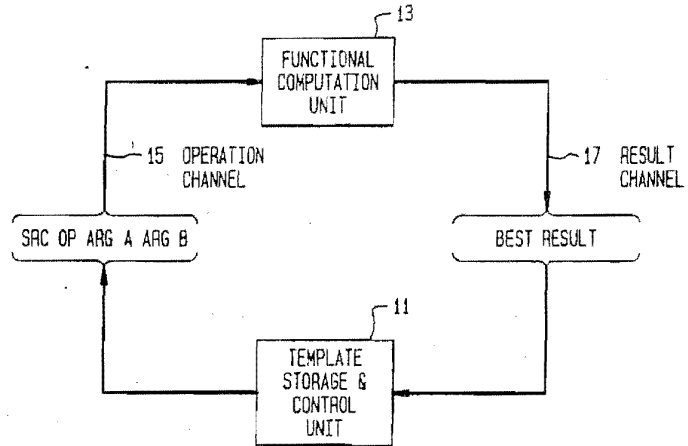 13
FUNCTIONAL
COMPUTATION
UNIT
15 OPERATION
CHANNEL
17 RESULT
CHANNEL
SRC OP ARG A ARG B
BEST RESULT
11
TEMPLATE
STORAGE &
CONTROL
UNIT